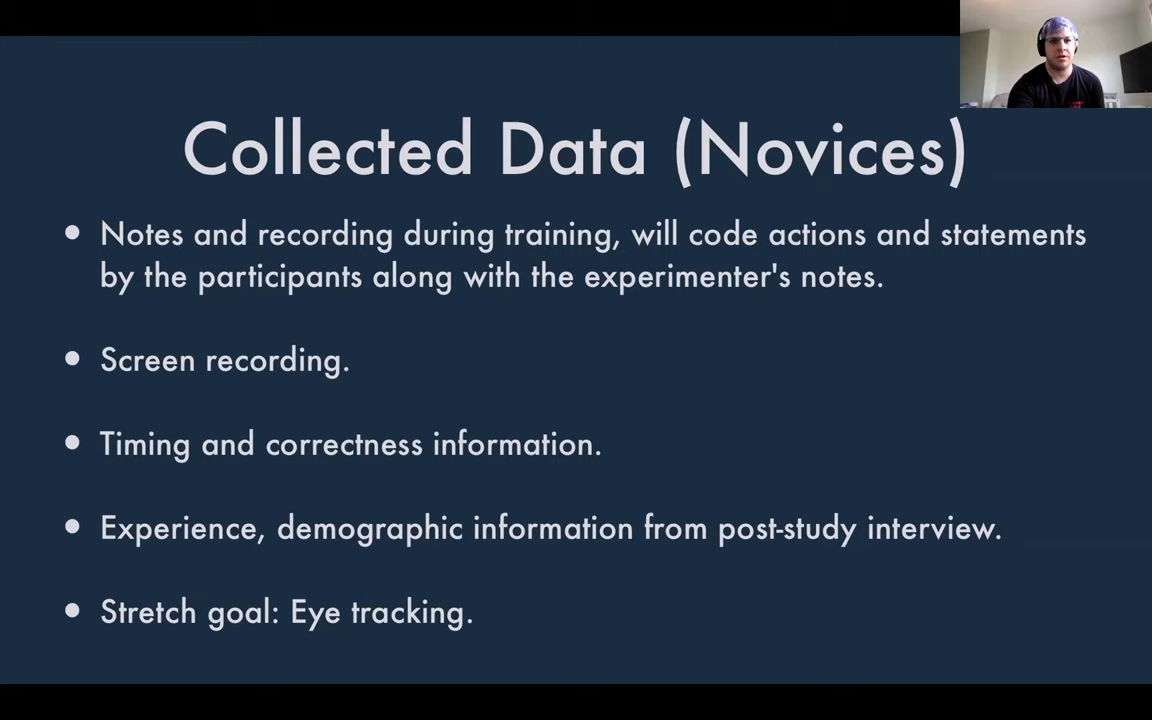 Collected Data (Novices)
• Notes and recording during training, will code actions and statements
by the participants along with the experimenter's notes.
• Screen recording.
• Timing and correctness information.
• Experience, demographic information from post-study interview.
• Stretch goal: Eye tracking.